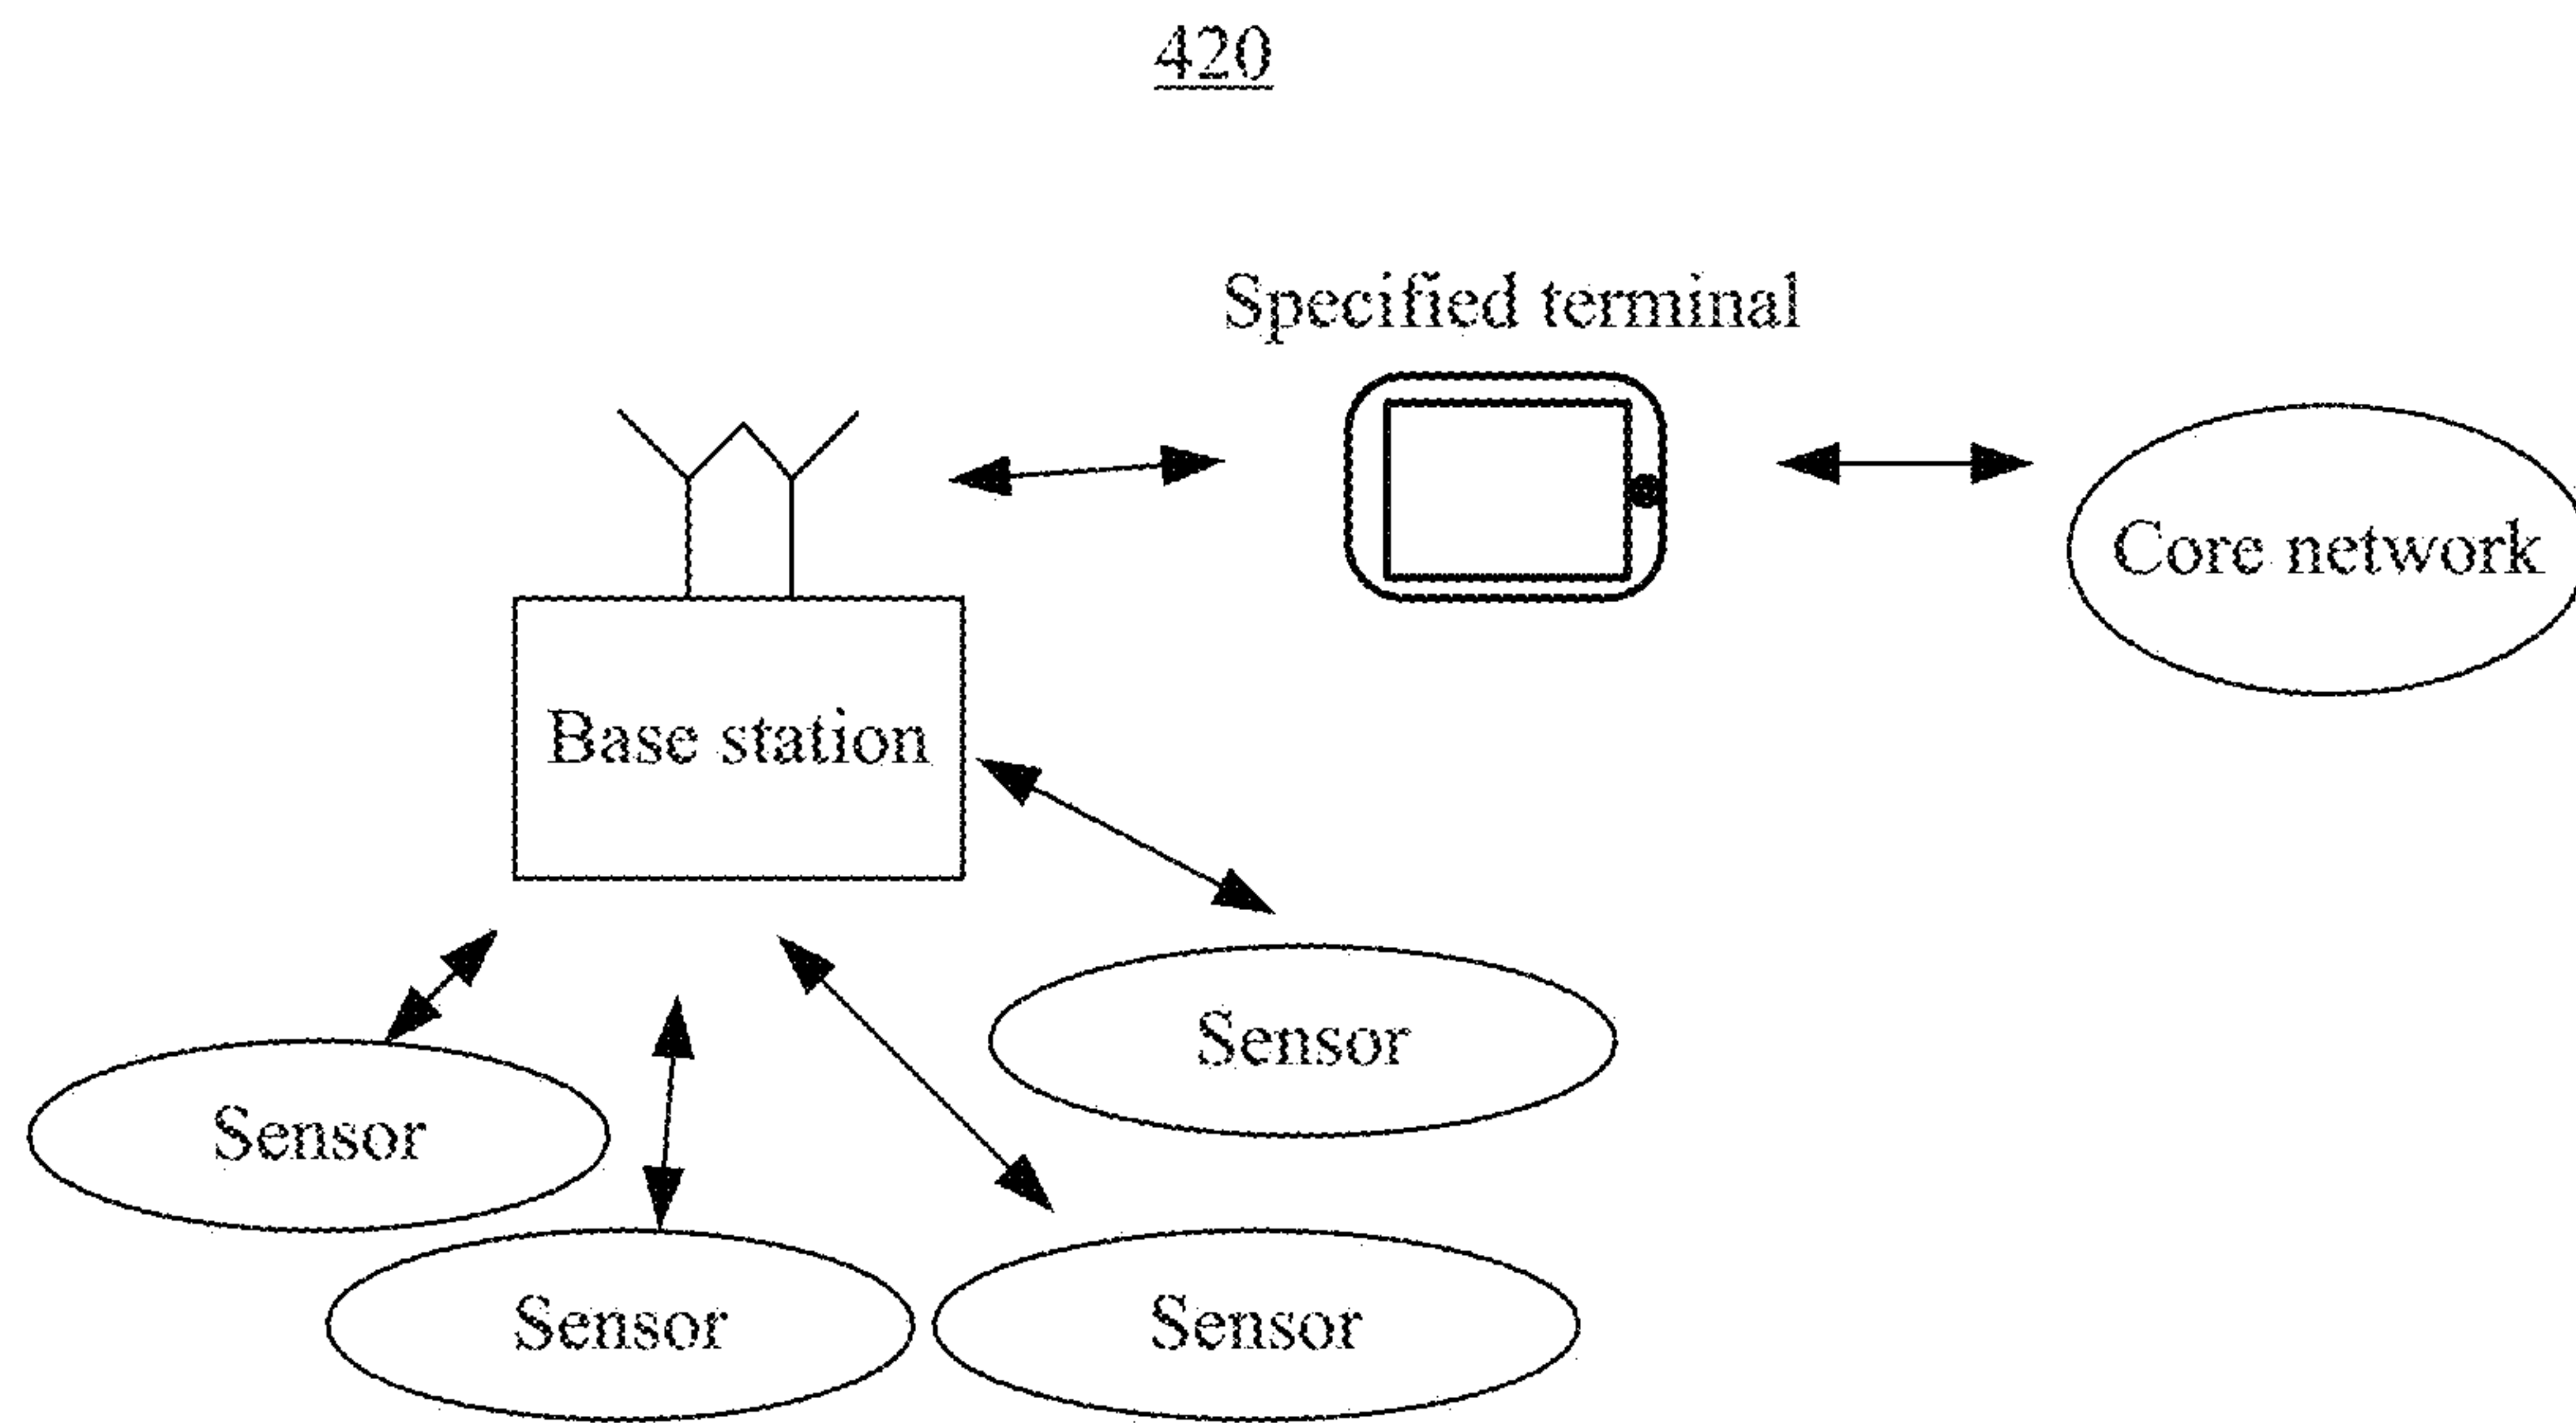 420
Specified terminal
Core network
Base station
Sensor
Sensor
Sensor
Sensor